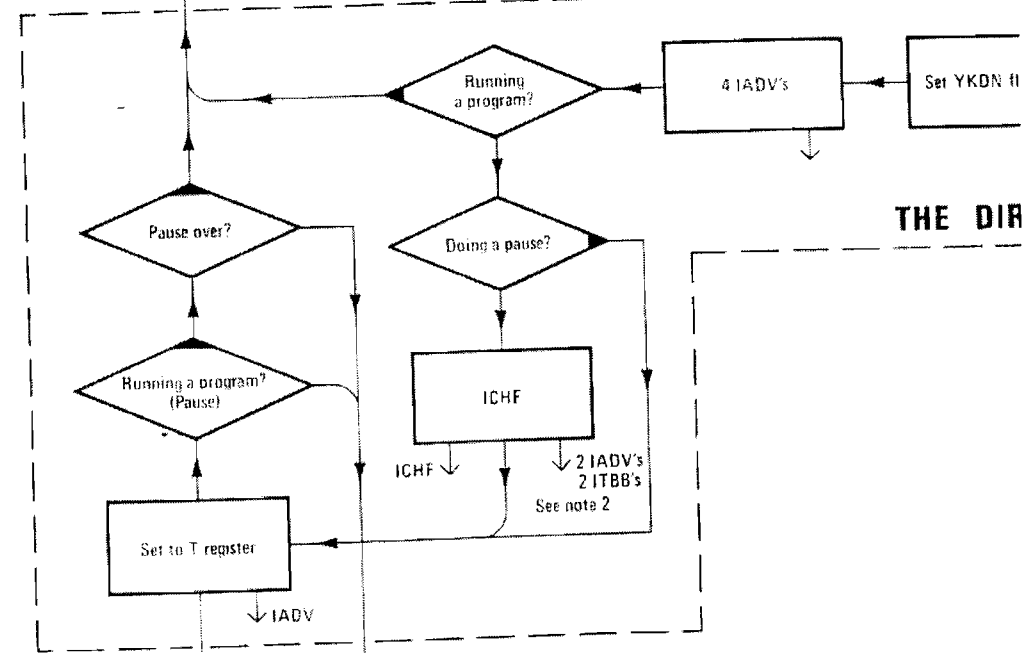 Running
a program?
4 IADV's
Set YKDN fl
THE DIR
Pause over?
Doing a pause?
Running a program?
(Pause)
ICHF
ICHF
2 IADV's
2 ITBB's
See note 2
Set to T register
IADV